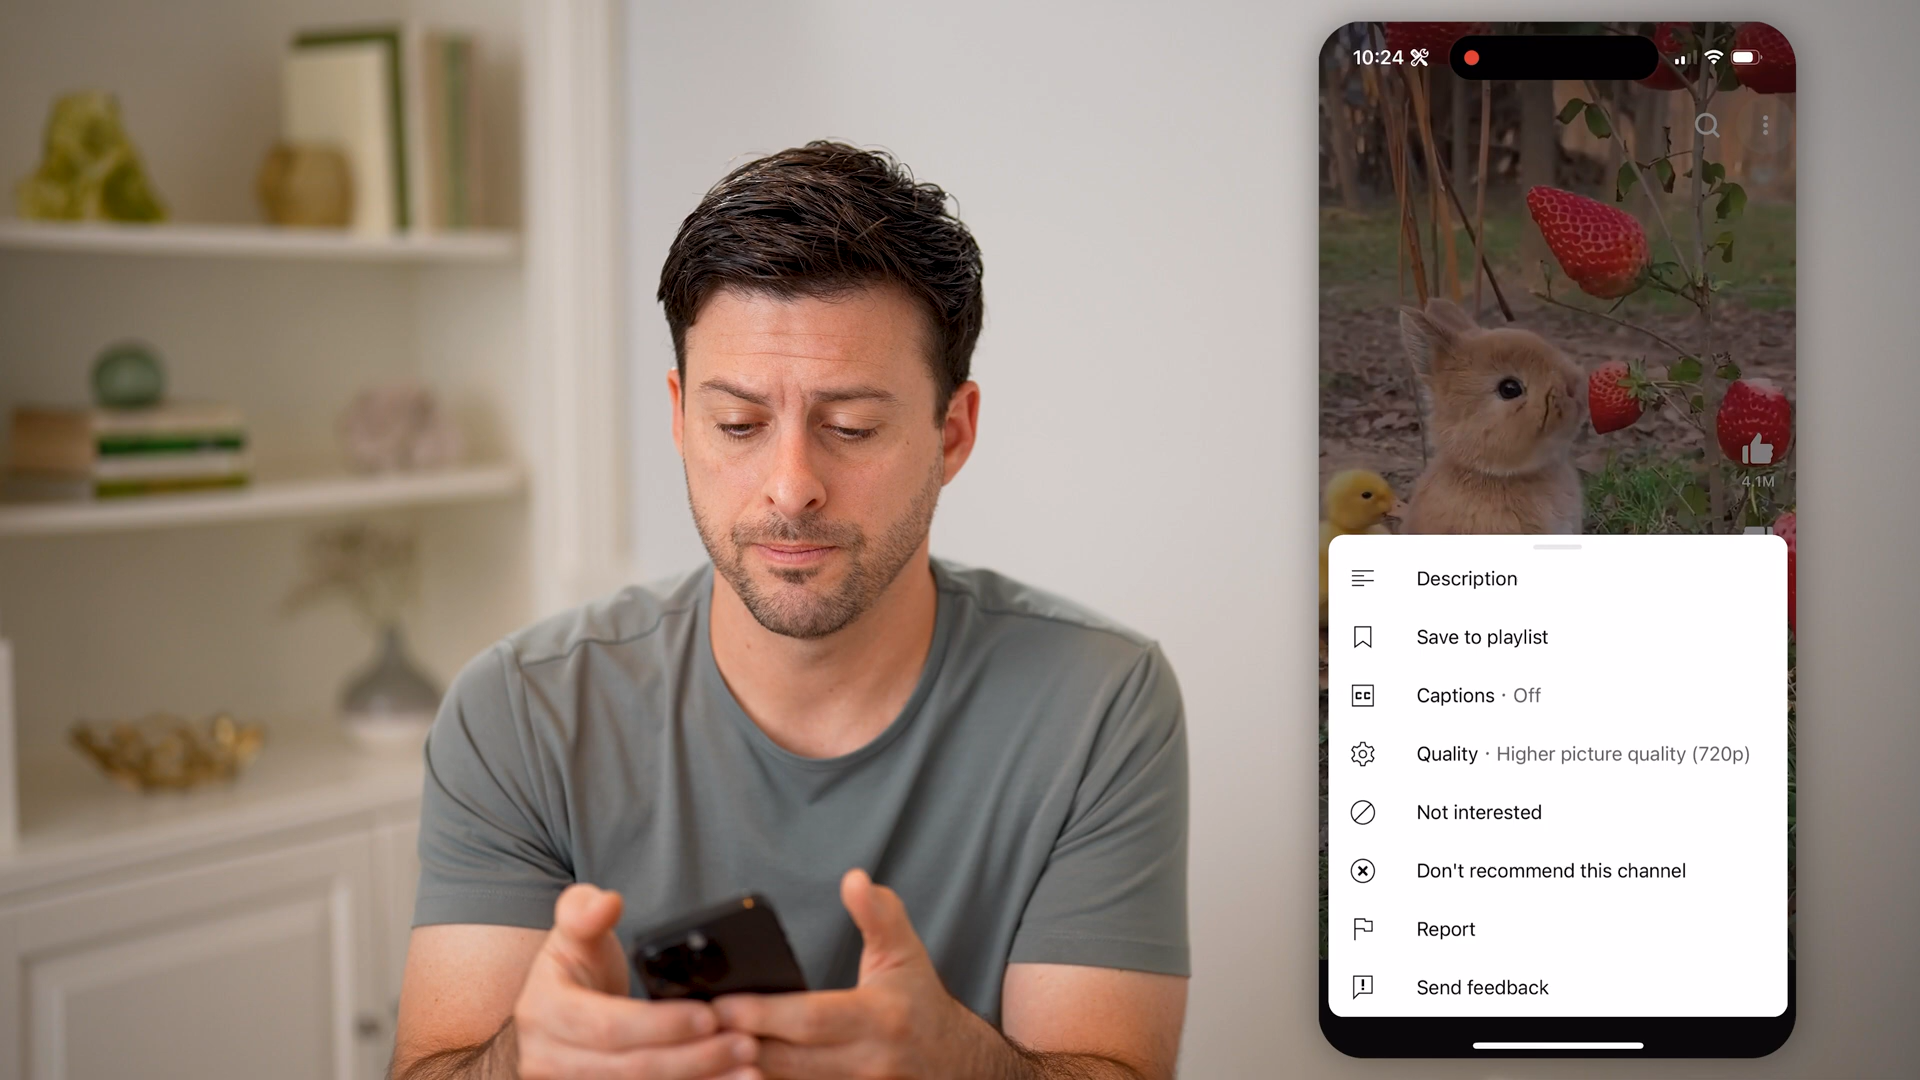 10:24
4.1M
Description
Save to playlist
CC
Captions · Off
Quality · Higher picture quality (720p)
Not interested
Don't recommend this channel
Report
Send feedback